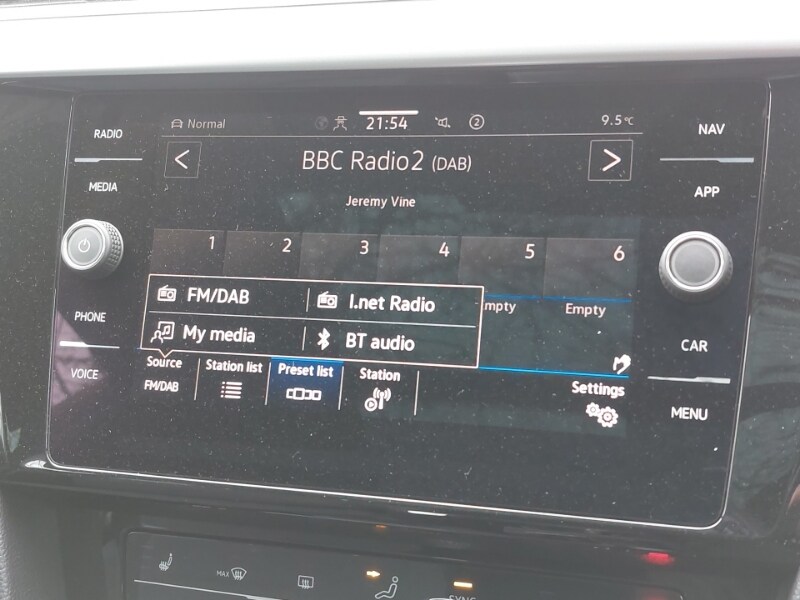 RADIO
MEDIA
PHONE
VOICE
Normal
21:54
2
9.5°C
BBC Radio2 (DAB)
Jeremy Vine
1 2 3 4 5 6
mpty Empty
FM/DAB I.net Radio
My media BT audio
Source Station list Preset list Station
FM/DAB
Settings
NAV
APP
CAR
MENU
MAX
SYNC